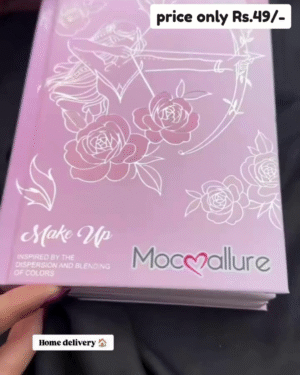 price only Rs.49/-
Make Up
INSPIRED BY THE
DISPERSION AND BLENDING
OF COLORS
Mocallure
Home delivery 🏠